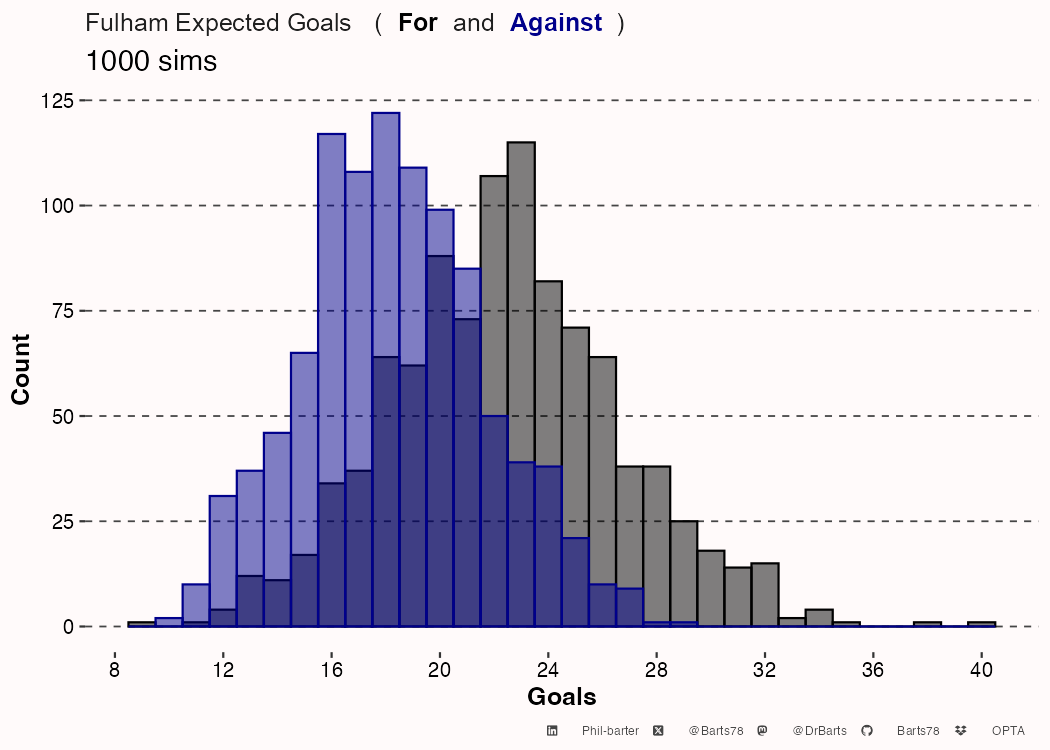 Fulham Expected Goals ( For and Against )
1000 sims
125
100
75
50
25
0
Count
8 12 16 20 24 28 32 36 40
Goals
Phil-barter @Barts78 @DrBarts Barts78 OPTA